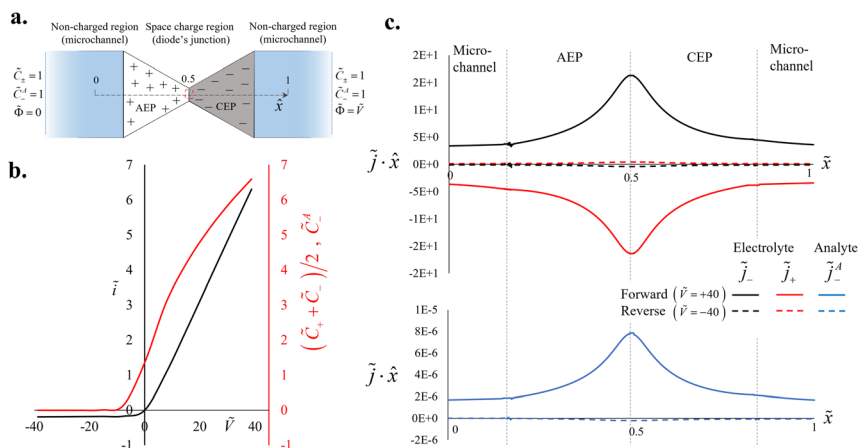 a.
Non-charged region
(microchannel)
Space charge region
(diode's junction)
Non-charged region
(microchannel)
C̃± = 1
C̃₋ᴬ = 1
Φ̃ = 0
0
0.5
1
x̂
AEP
CEP
C̃± = 1
C̃₋ᴬ = 1
Φ̃ = Ṽ
b.
7
6
5
4
3
2
1
0
-1
ĩ
-40
-20
0
20
40
Ṽ
7
6
5
4
3
2
1
0
-1
(C̃₊ + C̃₋)/2 , C̃₋ᴬ
c.
Micro-
channel
AEP
CEP
Micro-
channel
2E+1
2E+1
1E+1
5E+0
0E+0
-5E+0
-1E+1
-2E+1
-2E+1
j̃ · x̂
0
0.5
1
x̃
Electrolyte
Analyte
j̃₋
j̃₊
j̃₋ᴬ
Forward (Ṽ = +40)
Reverse (Ṽ = −40)
1E-5
8E-6
6E-6
4E-6
2E-6
0E+0
-2E-6
j̃ · x̂
0
0.5
1
x̃